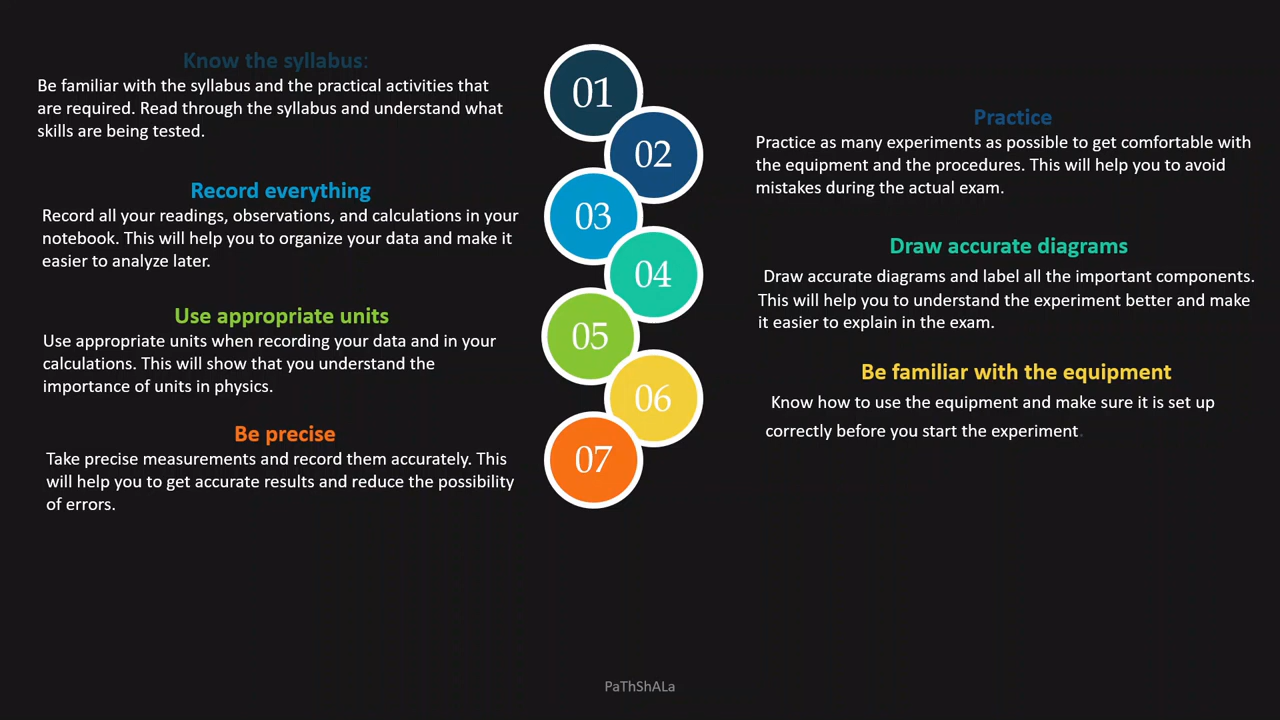 Know the syllabus:
Be familiar with the syllabus and the practical activities that
are required. Read through the syllabus and understand what
skills are being tested.
01
02
Practice
Practice as many experiments as possible to get comfortable with
the equipment and the procedures. This will help you to avoid
mistakes during the actual exam.
Record everything
Record all your readings, observations, and calculations in your
notebook. This will help you to organize your data and make it
easier to analyze later.
03
04
Draw accurate diagrams
Draw accurate diagrams and label all the important components.
This will help you to understand the experiment better and make
it easier to explain in the exam.
Use appropriate units
Use appropriate units when recording your data and in your
calculations. This will show that you understand the
importance of units in physics.
05
06
Be familiar with the equipment
Know how to use the equipment and make sure it is set up
correctly before you start the experiment.
Be precise
Take precise measurements and record them accurately. This
will help you to get accurate results and reduce the possibility
of errors.
07
PaThShALa